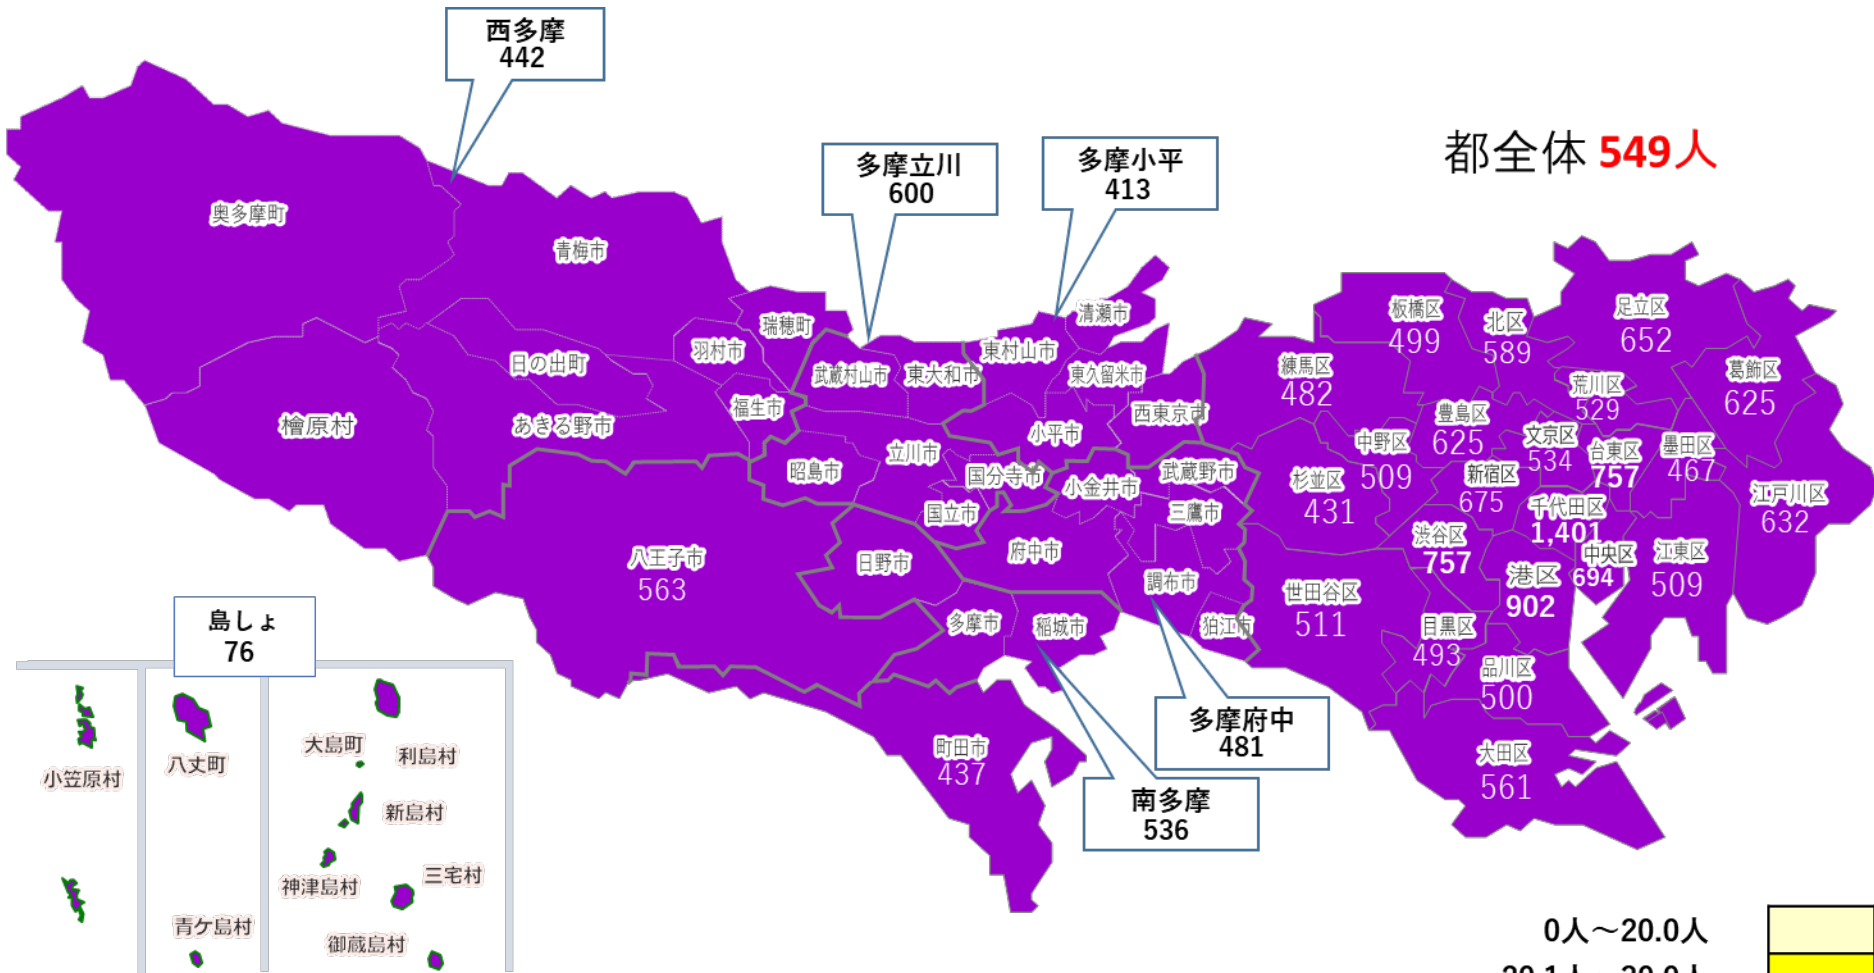 西多摩
442
多摩立川
600
多摩小平
413
都全体 549人
奥多摩町
青梅市
瑞穂町
羽村市
日の出町
福生市
あきる野市
檜原村
武蔵村山市
東大和市
東村山市
清瀬市
東久留米市
西東京市
小平市
立川市
昭島市
国分寺市
国立市
小金井市
武蔵野市
三鷹市
府中市
調布市
狛江市
八王子市
563
日野市
多摩市
稲城市
町田市
437
多摩府中
481
南多摩
536
板橋区
499
北区
589
足立区
652
練馬区
482
荒川区
529
葛飾区
625
豊島区
625
中野区
509
文京区
534
台東区
757
墨田区
467
杉並区
431
新宿区
675
千代田区
1,401
江戸川区
632
渋谷区
757
中央区
694
江東区
509
港区
902
世田谷区
511
目黒区
493
品川区
500
大田区
561
島しょ
76
小笠原村
八丈町
青ケ島村
大島町
利島村
新島村
神津島村
三宅村
御蔵島村
0人～20.0人
20.1人～30.0人